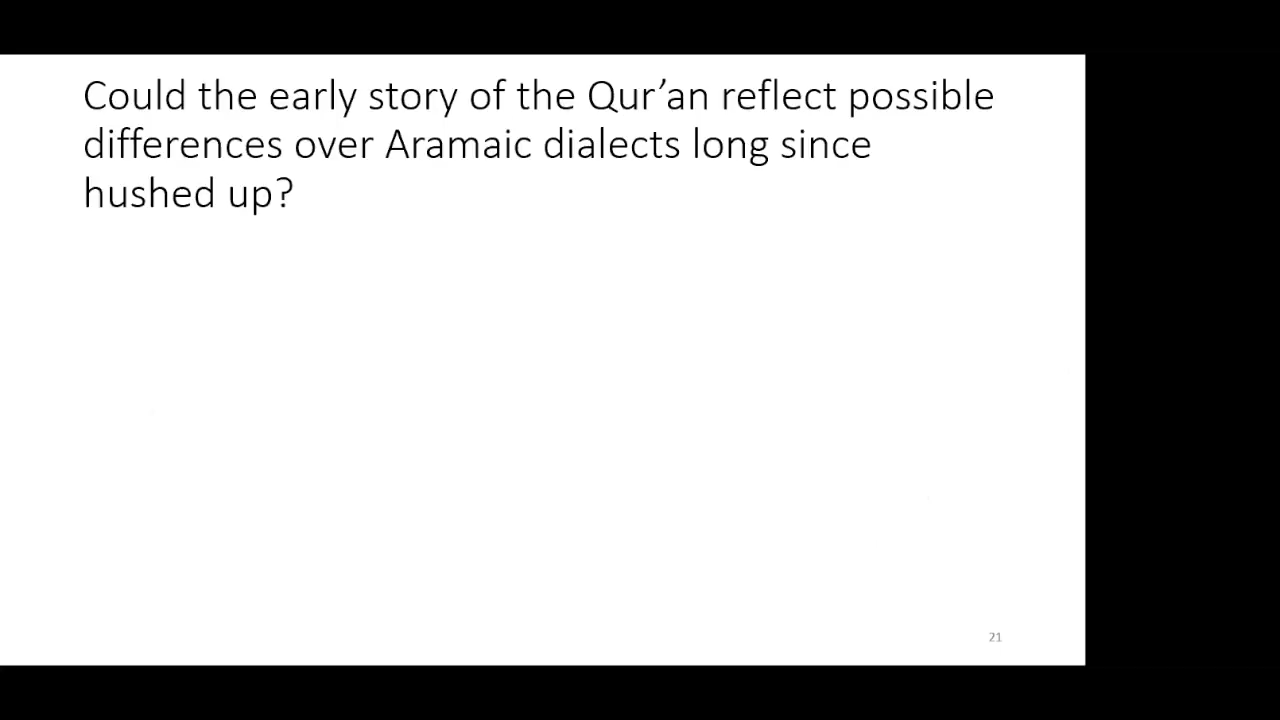 Could the early story of the Qur’an reflect possible
differences over Aramaic dialects long since
hushed up?
21